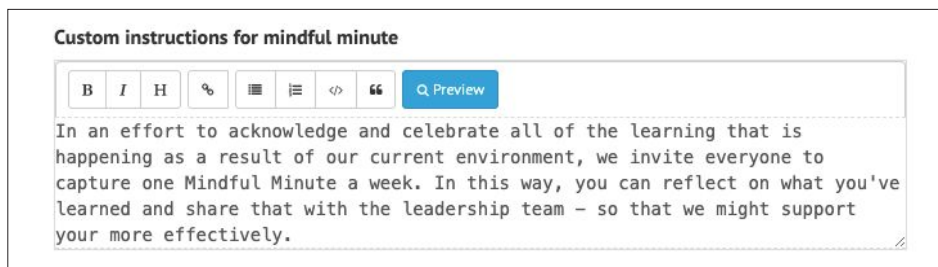 Custom instructions for mindful minute
B I H Preview
In an effort to acknowledge and celebrate all of the learning that is
happening as a result of our current environment, we invite everyone to
capture one Mindful Minute a week. In this way, you can reflect on what you've
learned and share that with the leadership team – so that we might support
your more effectively.